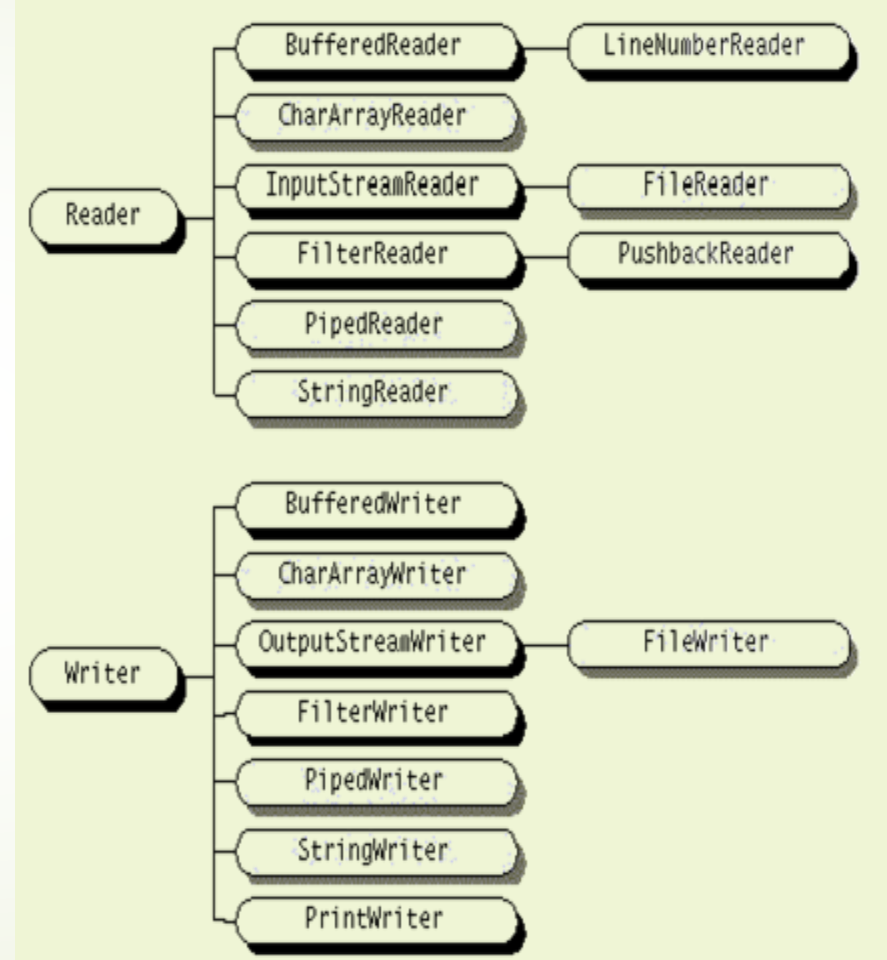 BufferedReader LineNumberReader
CharArrayReader
InputStreamReader FileReader
Reader
FilterReader PushbackReader
PipedReader
StringReader
BufferedWriter
CharArrayWriter
OutputStreamWriter FileWriter
Writer
FilterWriter
PipedWriter
StringWriter
PrintWriter